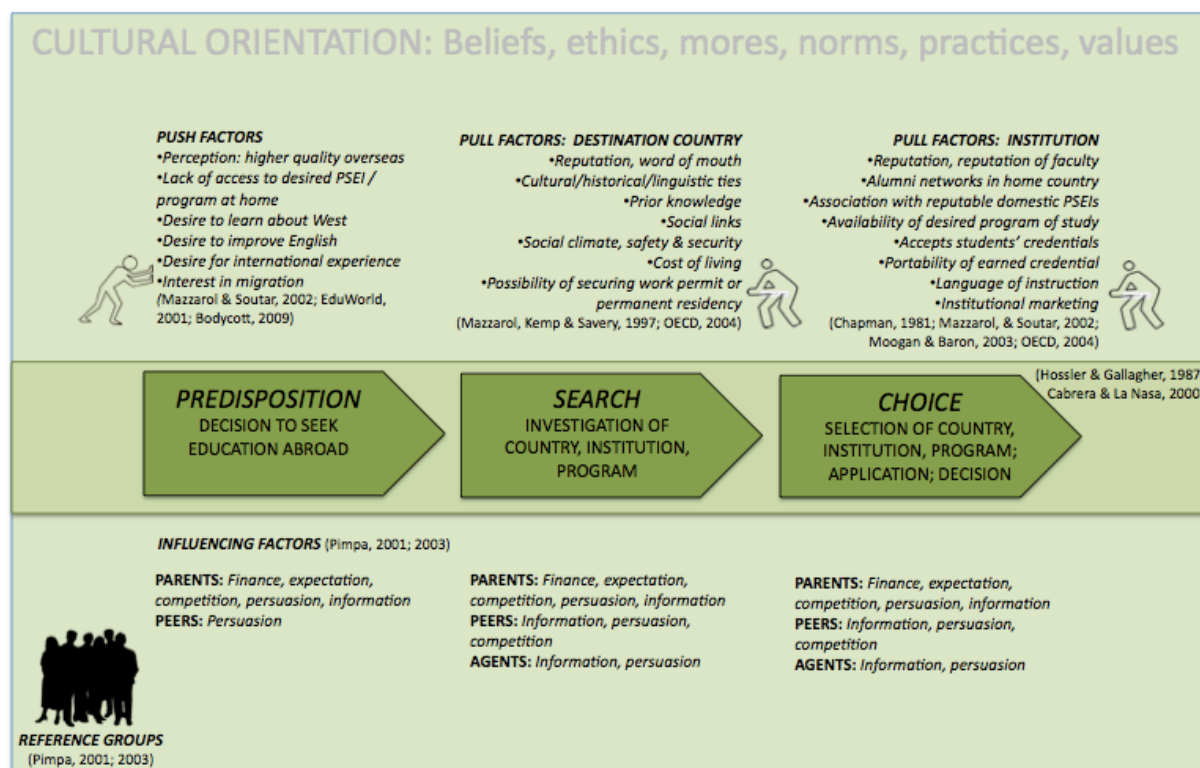 CULTURAL ORIENTATION: Beliefs, ethics, mores, norms, practices, values
PUSH FACTORS
•Perception: higher quality overseas
•Lack of access to desired PSEI /
program at home
•Desire to learn about West
•Desire to improve English
•Desire for international experience
•Interest in migration
(Mazzarol & Soutar, 2002; EduWorld,
2001; Bodycott, 2009)
PULL FACTORS: DESTINATION COUNTRY
•Reputation, word of mouth
•Cultural/historical/linguistic ties
•Prior knowledge
•Social links
•Social climate, safety & security
•Cost of living
•Possibility of securing work permit or
permanent residency
(Mazzarol, Kemp & Savery, 1997; OECD, 2004)
PULL FACTORS: INSTITUTION
•Reputation, reputation of faculty
•Alumni networks in home country
•Association with reputable domestic PSEIs
•Availability of desired program of study
•Accepts students' credentials
•Portability of earned credential
•Language of instruction
•Institutional marketing
(Chapman, 1981; Mazzarol, & Soutar, 2002;
Moogan & Baron, 2003; OECD, 2004)
PREDISPOSITION
DECISION TO SEEK
EDUCATION ABROAD
SEARCH
INVESTIGATION OF
COUNTRY, INSTITUTION,
PROGRAM
CHOICE
SELECTION OF COUNTRY,
INSTITUTION, PROGRAM;
APPLICATION; DECISION
(Hossler & Gallagher, 1987
Cabrera & La Nasa, 2000
INFLUENCING FACTORS (Pimpa, 2001; 2003)
PARENTS: Finance, expectation,
competition, persuasion, information
PEERS: Persuasion
PARENTS: Finance, expectation,
competition, persuasion, information
PEERS: Information, persuasion,
competition
AGENTS: Information, persuasion
PARENTS: Finance, expectation,
competition, persuasion, information
PEERS: Information, persuasion,
competition
AGENTS: Information, persuasion
REFERENCE GROUPS
(Pimpa, 2001; 2003)